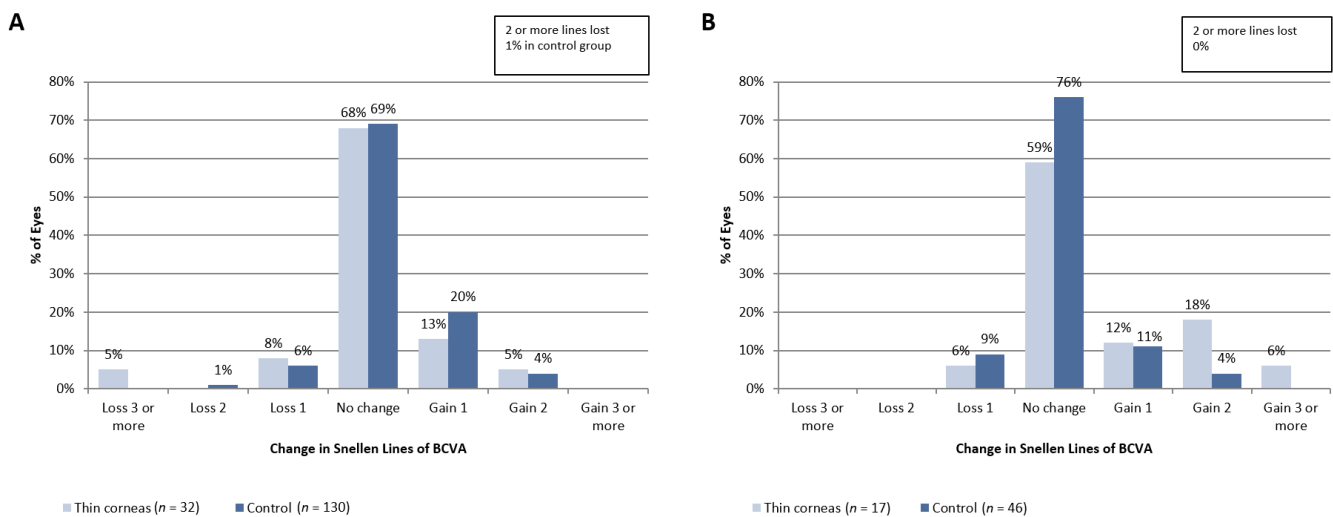 A
2 or more lines lost
1% in control group
80%
70%
60%
50%
40%
30%
20%
10%
0%
% of Eyes
5%
1%
8%
6%
68%
69%
13%
20%
5%
4%
Loss 3 or
more
Loss 2
Loss 1
No change
Gain 1
Gain 2
Gain 3 or
more
Change in Snellen Lines of BCVA
Thin corneas (n = 32)
Control (n = 130)
B
2 or more lines lost
0%
80%
70%
60%
50%
40%
30%
20%
10%
0%
% of Eyes
6%
9%
59%
76%
12%
11%
18%
4%
6%
Loss 3 or
more
Loss 2
Loss 1
No change
Gain 1
Gain 2
Gain 3 or
more
Change in Snellen Lines of BCVA
Thin corneas (n = 17)
Control (n = 46)